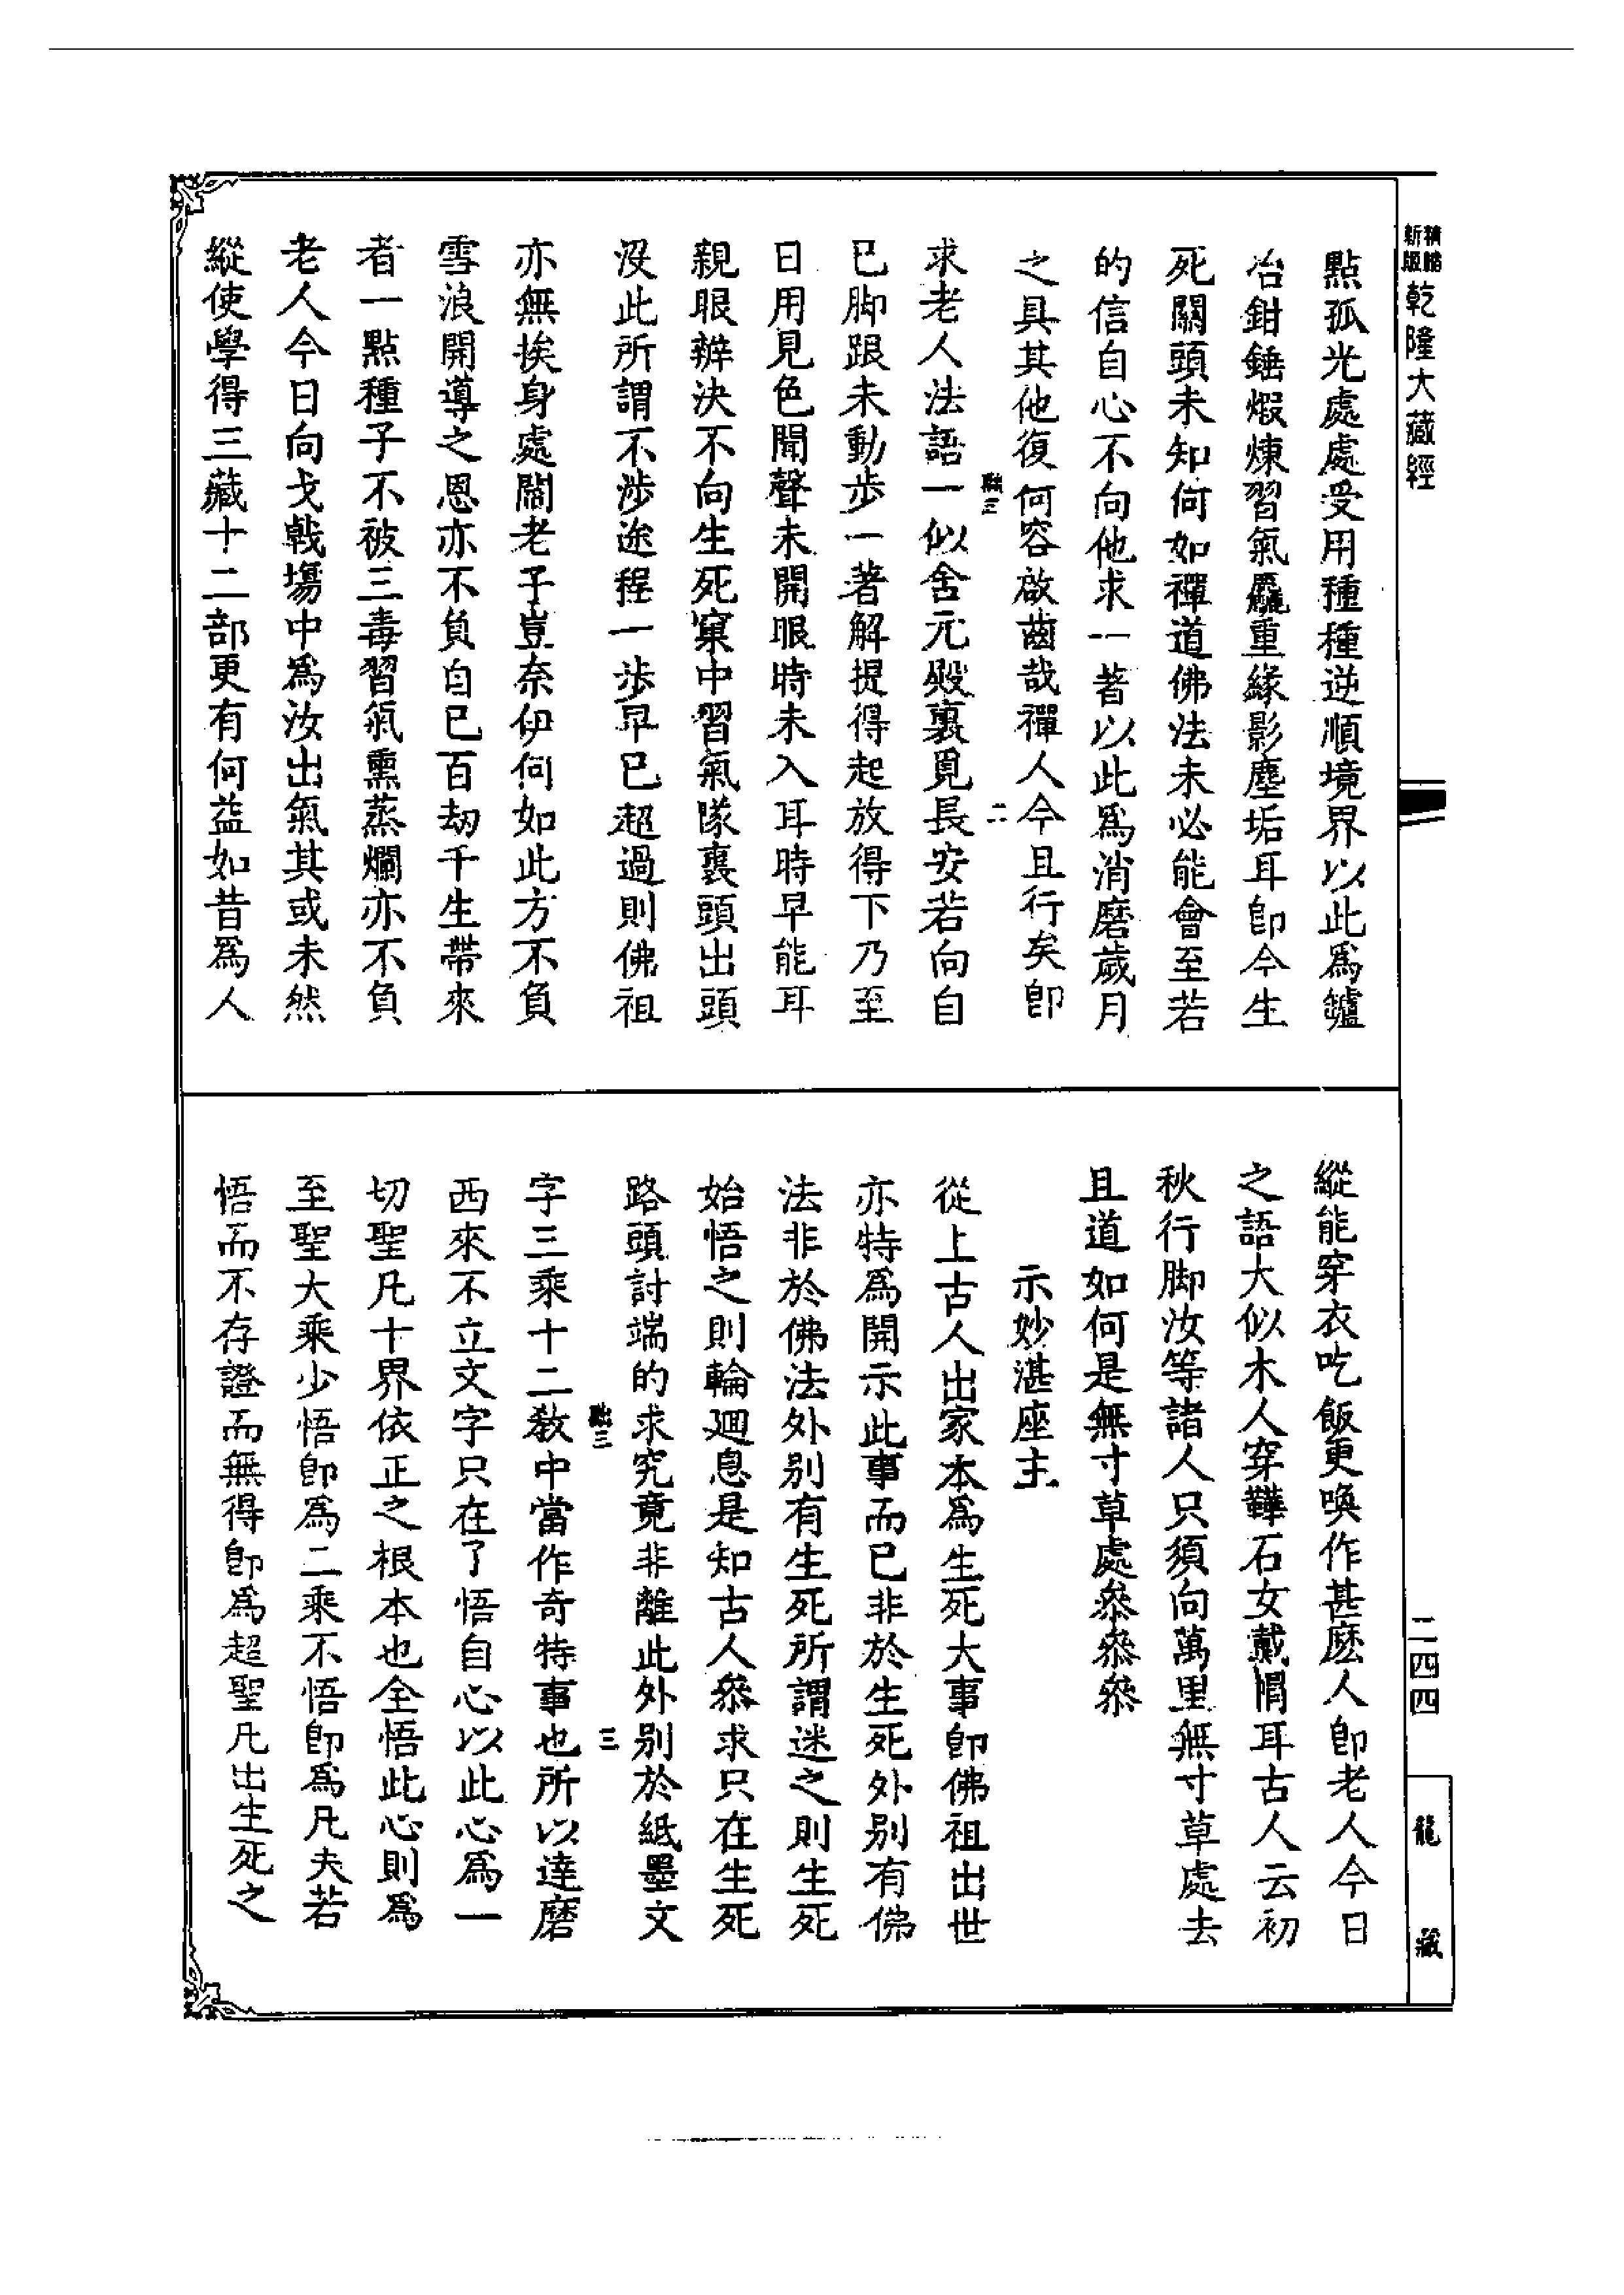 新版
精縮
乾隆大藏經
點孤光處處受用種種逆順境界以此爲鑪
冶鉗錘煅煉習氣麤重緣影塵垢耳卽今生
死關頭未知何如禪道佛法未必能會至若
的信自心不向他求一著以此爲消磨歲月
之具其他復何容啟齒哉禪人今且行矣卽
二
求老人法語一似舍元殿裏覓長安若向自
已脚跟未動步一著解提得起放得下乃至
日用見色聞聲未開眼時未入耳時早能耳
親眼辦決不向生死窠中習氣隊裏頭出頭
沒此所謂不涉途程一步早已超過則佛祖
亦無挨身處閻老子豈奈伊何如此方不負
雪浪開導之恩亦不負自已百劫千生帶來
者一點種子不被三毒習氣熏蒸爛亦不負
老人今日向戈戟場中爲汝出氣其或未然
縱使學得三藏十二部更有何益如昔爲人
縱能穿衣吃飯更喚作甚麽人卽老人今日
之語大似木人穿鞾石女戴㡌耳古人云初
秋行脚汝等諸人只須向萬里無寸草處去
且道如何是無寸草處叅叅叅
示妙湛座主
從上古人出家本爲生死大事卽佛祖出世
亦特爲開示此事而已非於生死外别有佛
法非於佛法外别有生死所謂迷之則生死
始悟之則輪廻息是知古人叅求只在生死
路頭討端的求究竟非離此外别於紙墨文
三
字三乘十二敎中當作奇特事也所以達磨
西來不立文字只在了悟自心以此心爲一
切聖凡十界依正之根本也全悟此心則爲
至聖大乘少悟卽爲二乘不悟卽爲凡夫若
悟而不存證而無得卽爲超聖凡出生死之
二四四
龍藏